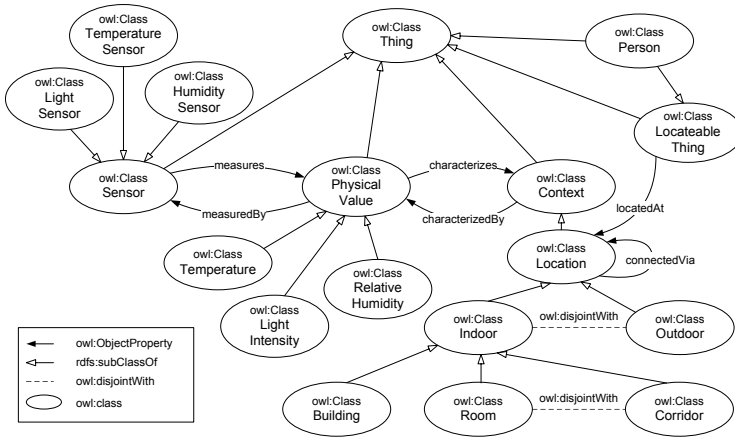 owl:Class
Temperature
Sensor
owl:Class
Thing
owl:Class
Person
owl:Class
Light
Sensor
owl:Class
Humidity
Sensor
owl:Class
Locateable
Thing
owl:Class
Sensor
measures
owl:Class
Physical
Value
characterizes
owl:Class
Context
measuredBy
characterizedBy
locatedAt
owl:Class
Temperature
owl:Class
Location
connectedVia
owl:Class
Relative
Humidity
owl:Class
Light
Intensity
owl:Class
Indoor
owl:disjointWith
owl:Class
Outdoor
owl:ObjectProperty
rdfs:subClassOf
owl:disjointWith
owl:class
owl:Class
Building
owl:Class
Room
owl:disjointWith
owl:Class
Corridor